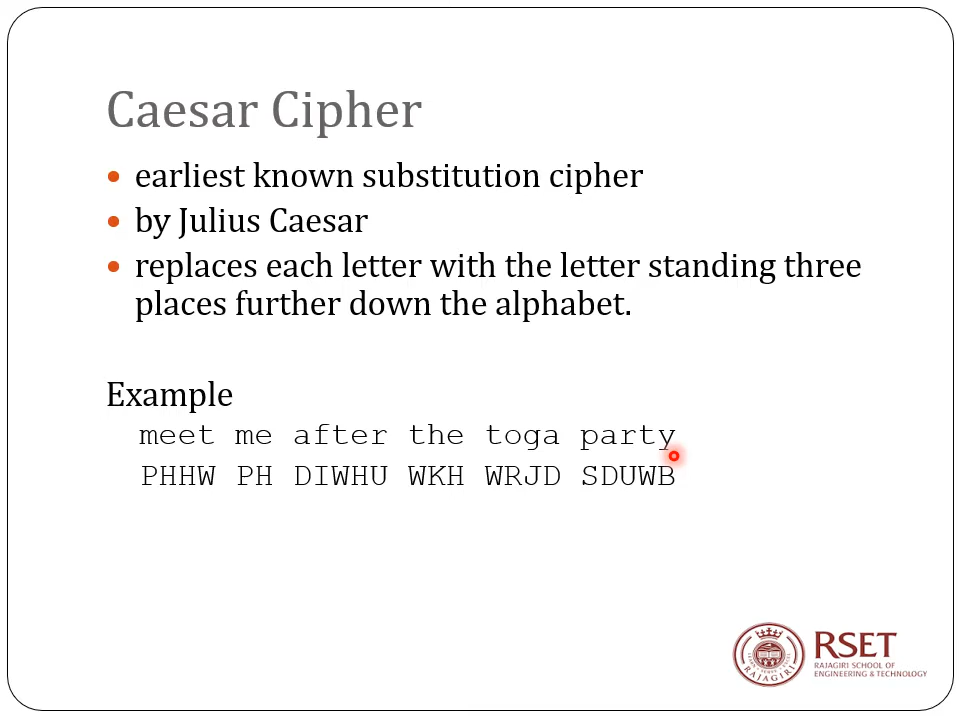 Caesar Cipher
earliest known substitution cipher
by Julius Caesar
replaces each letter with the letter standing three
places further down the alphabet.
Example
meet me after the toga party
PHHW PH DIWHU WKH WRJD SDUWB
RSET
RAJAGIRI SCHOOL OF
ENGINEERING & TECHNOLOGY
RAJAGIRI